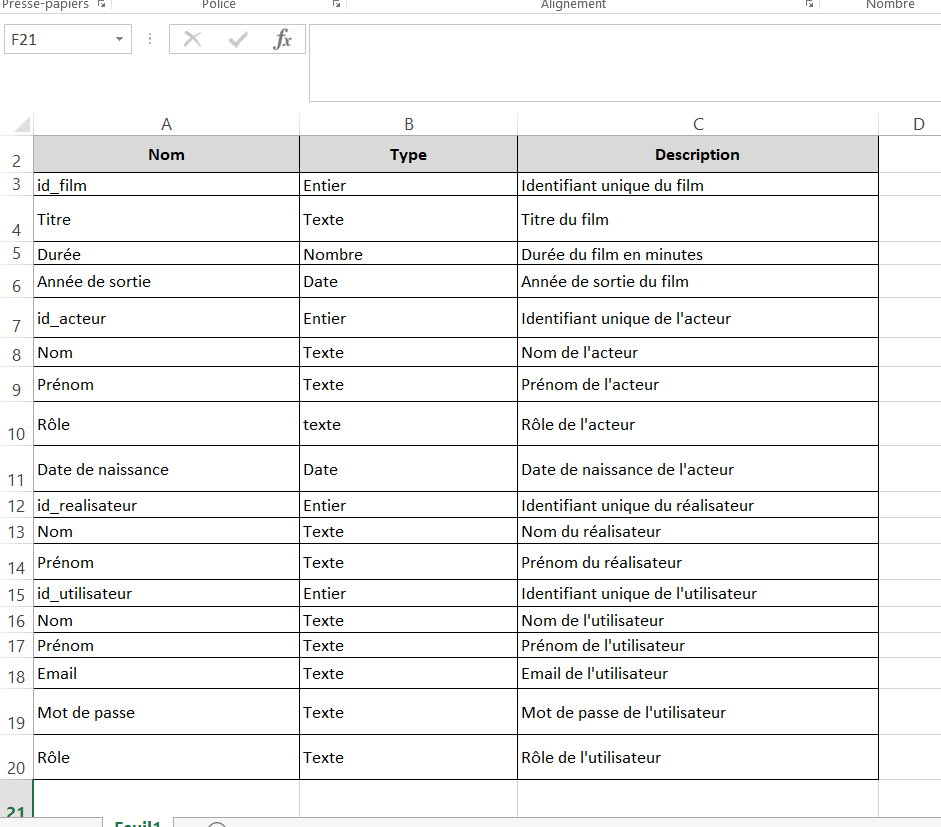 Presse-papiers Police Alignement Nombre
F21 fx
A B C D
2 Nom Type Description
3 id_film Entier Identifiant unique du film
4 Titre Texte Titre du film
5 Durée Nombre Durée du film en minutes
6 Année de sortie Date Année de sortie du film
7 id_acteur Entier Identifiant unique de l'acteur
8 Nom Texte Nom de l'acteur
9 Prénom Texte Prénom de l'acteur
10 Rôle texte Rôle de l'acteur
11 Date de naissance Date Date de naissance de l'acteur
12 id_realisateur Entier Identifiant unique du réalisateur
13 Nom Texte Nom du réalisateur
14 Prénom Texte Prénom du réalisateur
15 id_utilisateur Entier Identifiant unique de l'utilisateur
16 Nom Texte Nom de l'utilisateur
17 Prénom Texte Prénom de l'utilisateur
18 Email Texte Email de l'utilisateur
19 Mot de passe Texte Mot de passe de l'utilisateur
20 Rôle Texte Rôle de l'utilisateur
21
Feuil1